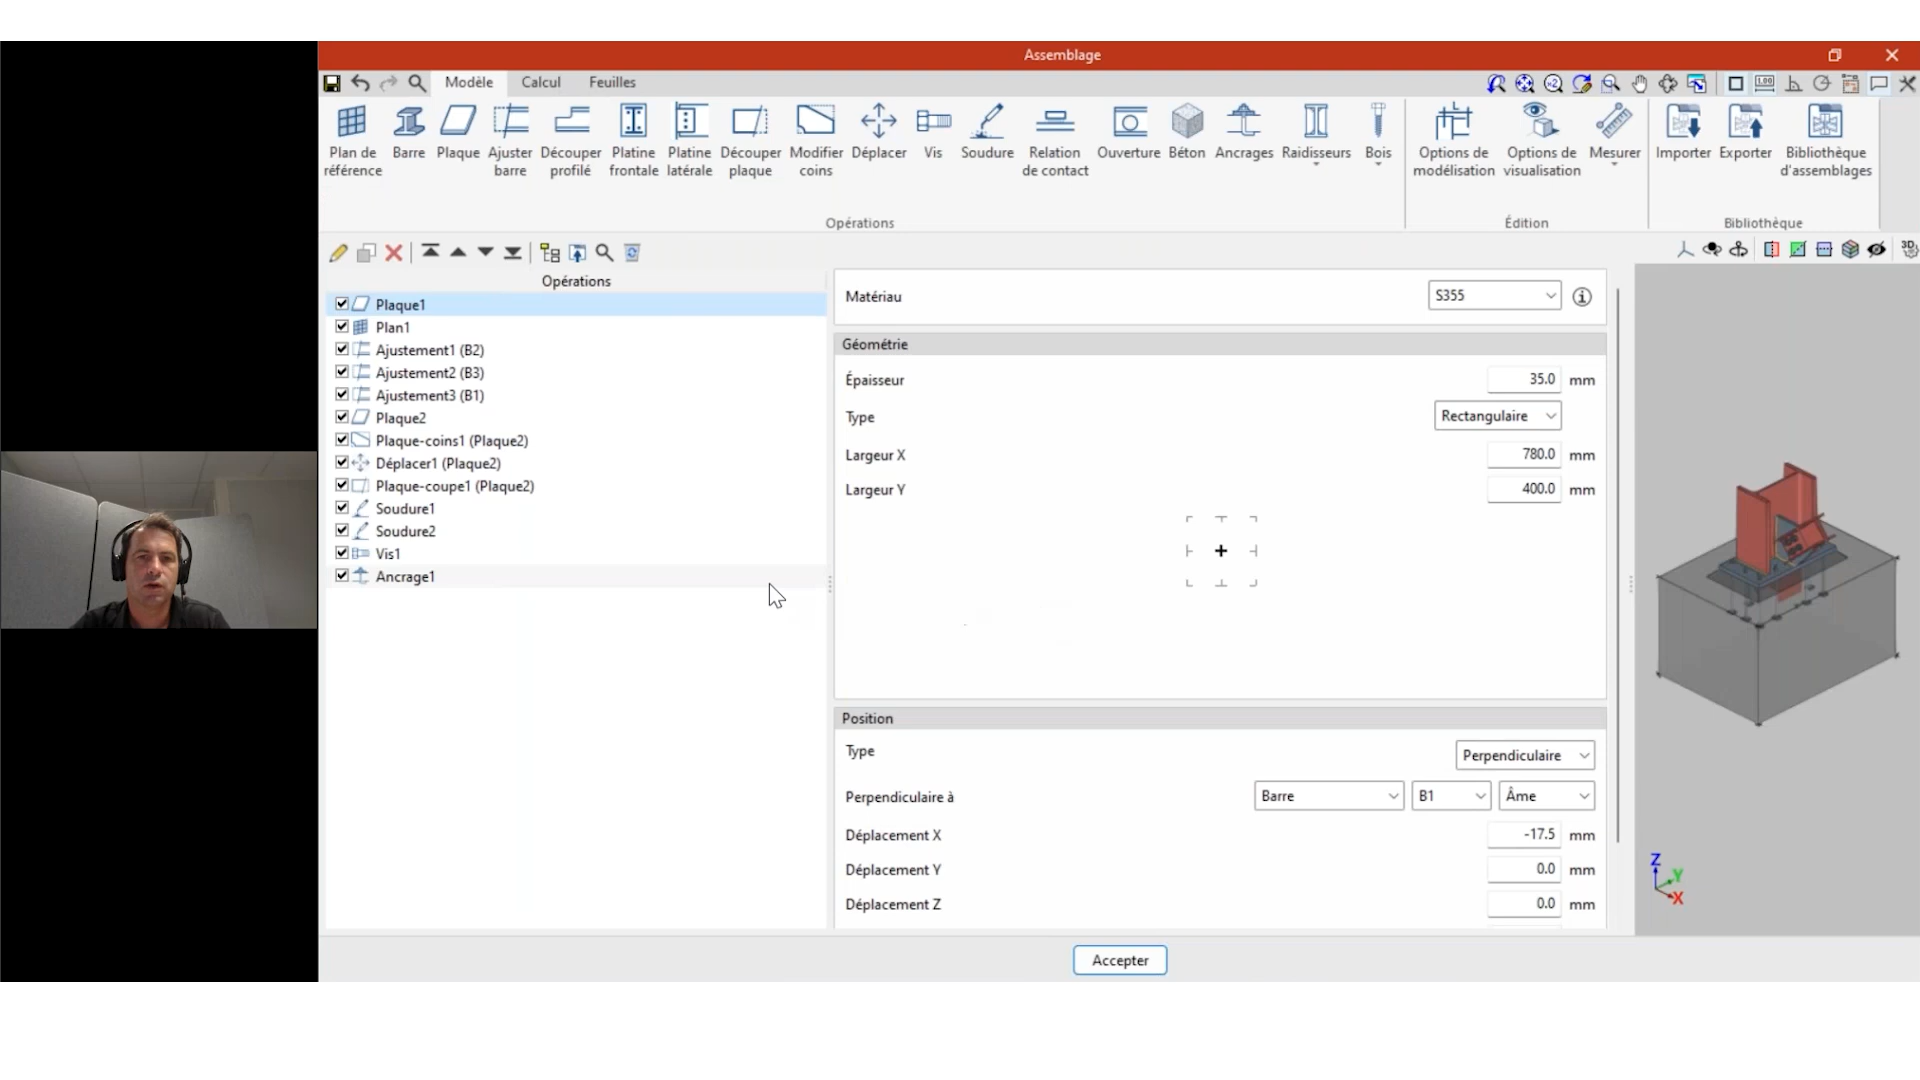 Assemblage
Modèle Calcul Feuilles
Plan de référence
Barre
Plaque
Ajuster barre
Découper profilé
Platine frontale
Platine latérale
Découper plaque
Modifier coins
Déplacer
Vis
Soudure
Relation de contact
Ouverture
Béton
Ancrages
Raidisseurs
Bois
Options de modélisation
Options de visualisation
Mesurer
Importer
Exporter
Bibliothèque d'assemblages
Opérations
Édition
Bibliothèque
Opérations
Plaque1
Plan1
Ajustement1 (B2)
Ajustement2 (B3)
Ajustement3 (B1)
Plaque2
Plaque-coins1 (Plaque2)
Déplacer1 (Plaque2)
Plaque-coupe1 (Plaque2)
Soudure1
Soudure2
Vis1
Ancrage1
Matériau S355
Géométrie
Épaisseur 35.0 mm
Type Rectangulaire
Largeur X 780.0 mm
Largeur Y 400.0 mm
Position
Type Perpendiculaire
Perpendiculaire à Barre B1 Âme
Déplacement X -17.5 mm
Déplacement Y 0.0 mm
Déplacement Z 0.0 mm
Accepter
3D
Z
Y
X